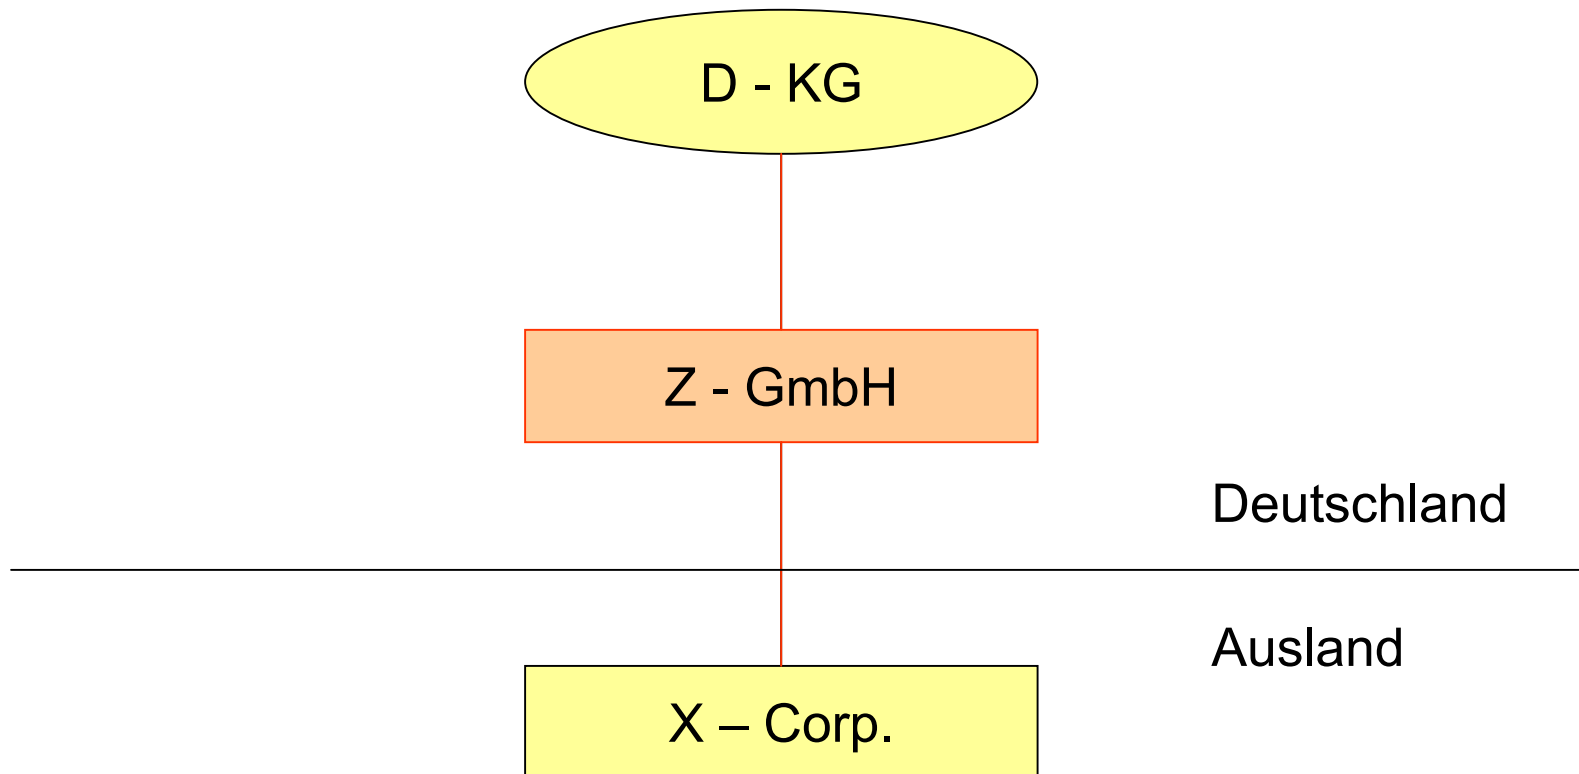 D - KG
Z - GmbH
Deutschland
Ausland
X – Corp.